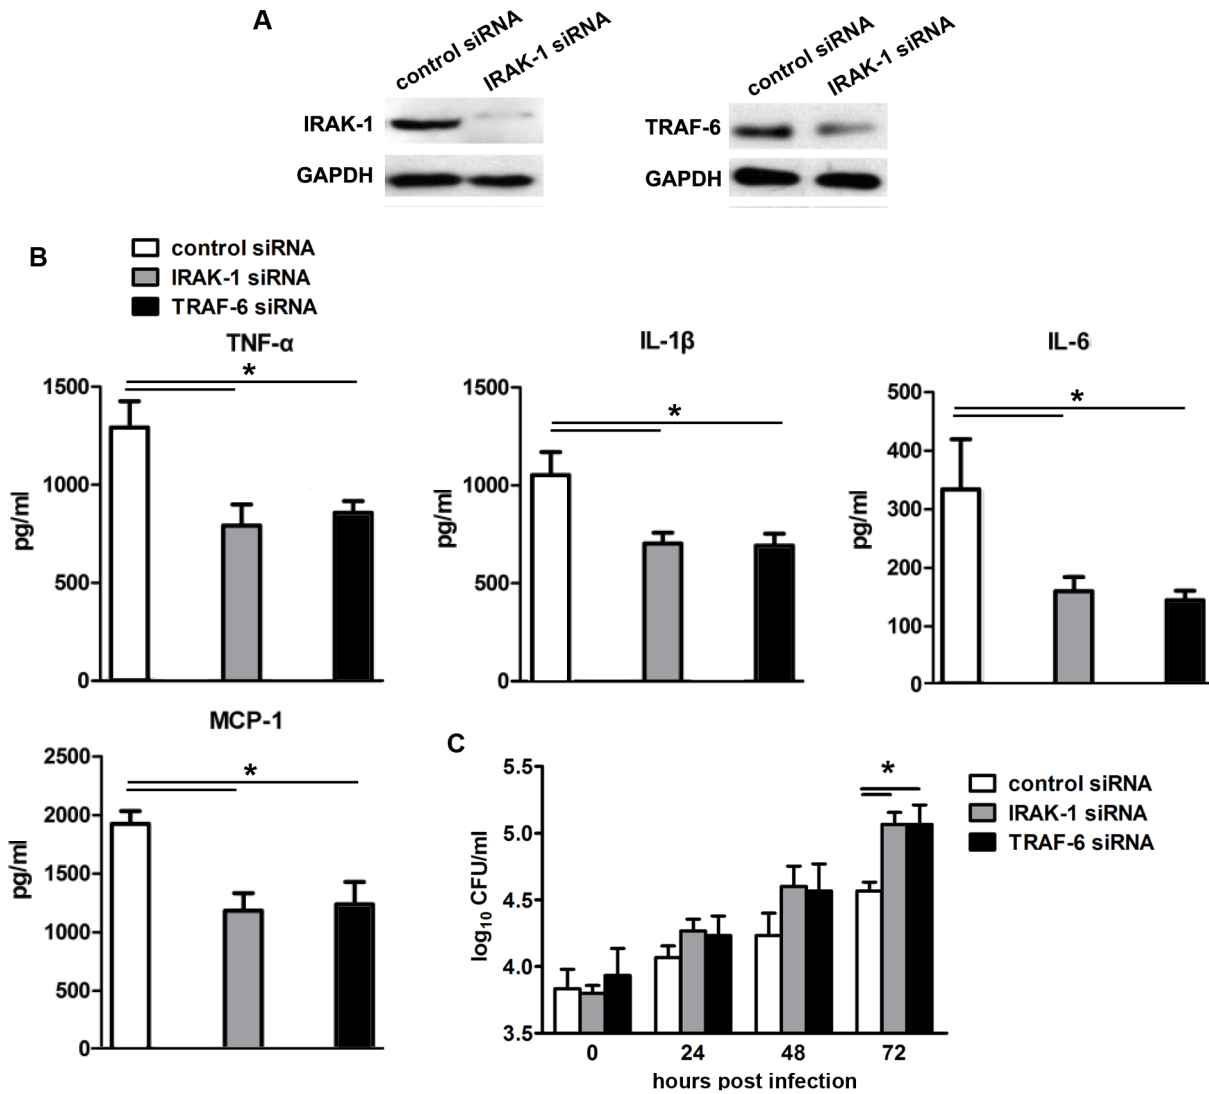 A
control siRNA
IRAK-1 siRNA
control siRNA
IRAK-1 siRNA
IRAK-1
GAPDH
TRAF-6
GAPDH
B
control siRNA
IRAK-1 siRNA
TRAF-6 siRNA
TNF-α
*
1500
1000
500
0
pg/ml
IL-1β
*
1500
1000
500
0
pg/ml
IL-6
*
500
400
300
200
100
0
pg/ml
MCP-1
*
2500
2000
1500
1000
500
0
pg/ml
C
*
5.5
5.0
4.5
4.0
3.5
log10 CFU/ml
0 24 48 72
hours post infection
control siRNA
IRAK-1 siRNA
TRAF-6 siRNA